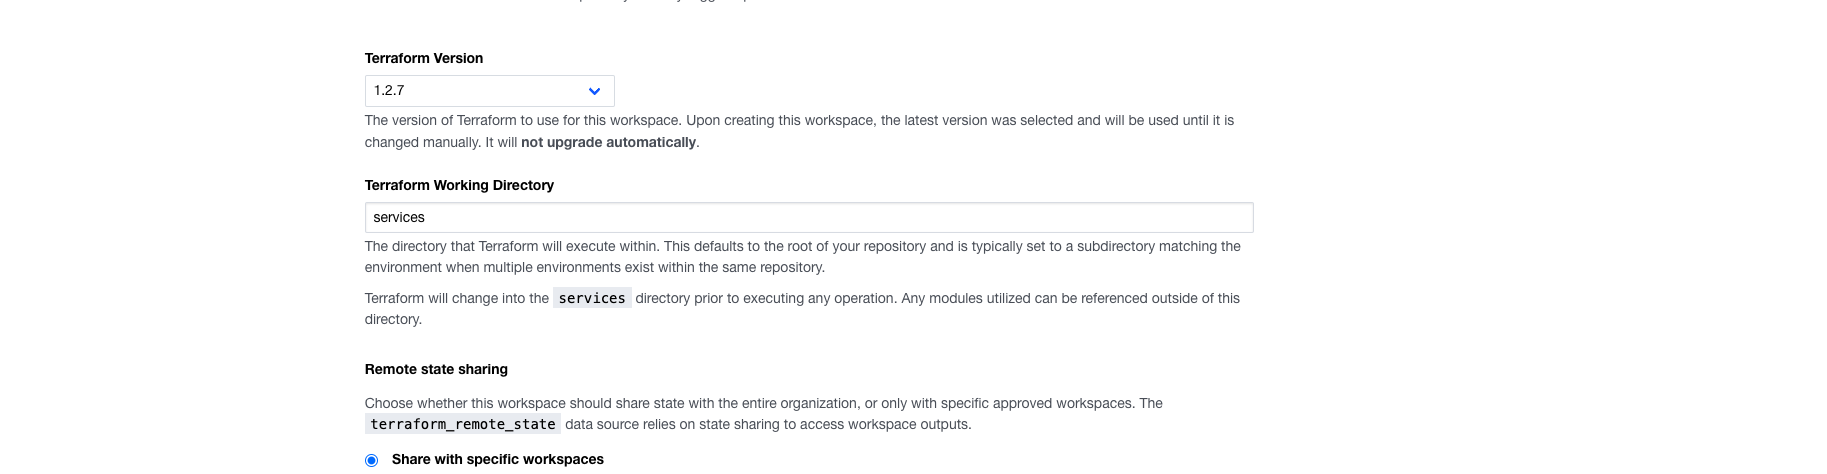 Terraform Version
1.2.7
The version of Terraform to use for this workspace. Upon creating this workspace, the latest version was selected and will be used until it is
changed manually. It will not upgrade automatically.
Terraform Working Directory
services
The directory that Terraform will execute within. This defaults to the root of your repository and is typically set to a subdirectory matching the
environment when multiple environments exist within the same repository.
Terraform will change into the services directory prior to executing any operation. Any modules utilized can be referenced outside of this
directory.
Remote state sharing
Choose whether this workspace should share state with the entire organization, or only with specific approved workspaces. The
terraform_remote_state data source relies on state sharing to access workspace outputs.
Share with specific workspaces